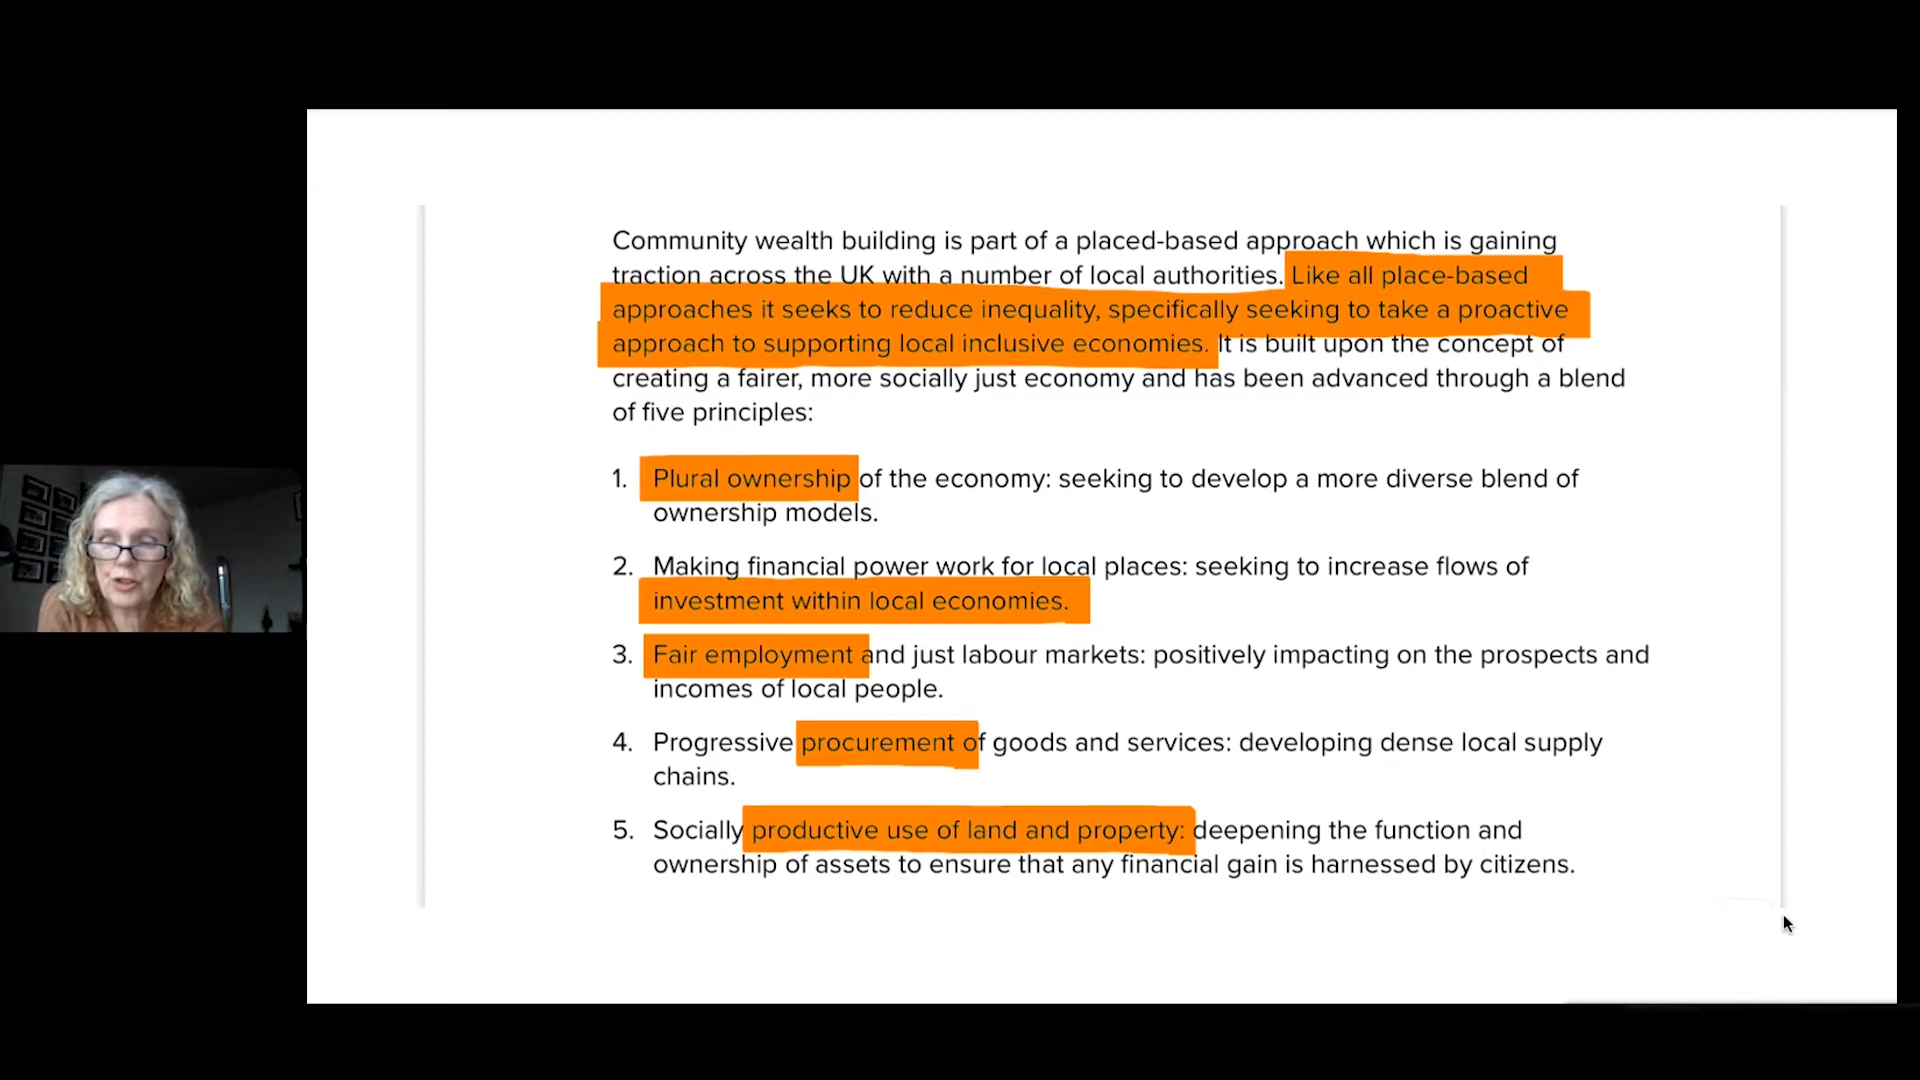 Community wealth building is part of a placed-based approach which is gaining
traction across the UK with a number of local authorities. Like all place-based
approaches it seeks to reduce inequality, specifically seeking to take a proactive
approach to supporting local inclusive economies. It is built upon the concept of
creating a fairer, more socially just economy and has been advanced through a blend
of five principles:
1. Plural ownership of the economy: seeking to develop a more diverse blend of
ownership models.
2. Making financial power work for local places: seeking to increase flows of
investment within local economies.
3. Fair employment and just labour markets: positively impacting on the prospects and
incomes of local people.
4. Progressive procurement of goods and services: developing dense local supply
chains.
5. Socially productive use of land and property: deepening the function and
ownership of assets to ensure that any financial gain is harnessed by citizens.